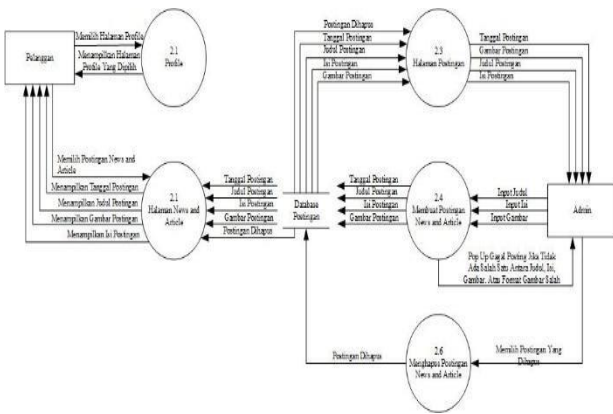 Pelanggan
Memilih Halaman Profile
Menampilkan Halaman
Profile Yang Dipilih
2.1
Profile
Postingan Dihapus
Tanggal Postingan
Judul Postingan
Isi Postingan
Gambar Postingan
2.3
Halaman Postingan
Tanggal Postingan
Gambar Postingan
Judul Postingan
Isi Postingan
Memilih Postingan News and
Article
Menampilkan Tanggal Postingan
Menampilkan Judul Postingan
Menampilkan Gambar Postingan
Menampilkan Isi Postingan
2.1
Halaman News and
Article
Tanggal Postingan
Judul Postingan
Isi Postingan
Gambar Postingan
Postingan Dihapus
Database
Postingan
Tanggal Postingan
Judul Postingan
Isi Postingan
Gambar Postingan
2.4
Membuat Postingan
News and Article
Input Judul
Input Isi
Input Gambar
Admin
Pop Up Gagal Posting Jika Tidak
Ada Salah Satu Antara Judul, Isi,
Gambar, Atau Format Gambar Salah
Postingan Dihapus
2.6
Menghapus Postingan
News and Article
Memilih Postingan Yang
Dihapus